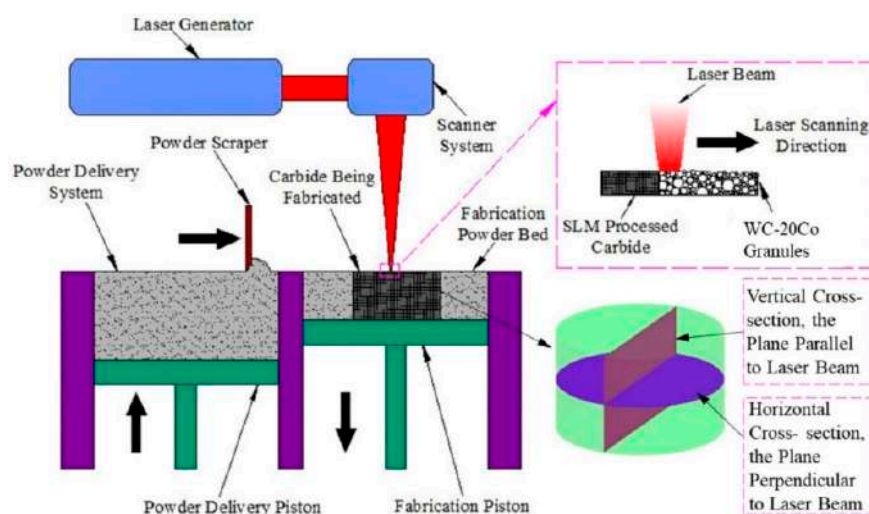 Laser Generator
Scanner
System
Powder Scraper
Powder Delivery
System
Carbide Being
Fabricated
Fabrication
Powder Bed
Laser Beam
Laser Scanning
Direction
SLM Processed
Carbide
WC-20Co
Granules
Vertical Cross-
section, the
Plane Parallel
to Laser Beam
Horizontal
Cross- section,
the Plane
Perpendicular
to Laser Beam
Powder Delivery Piston
Fabrication Piston